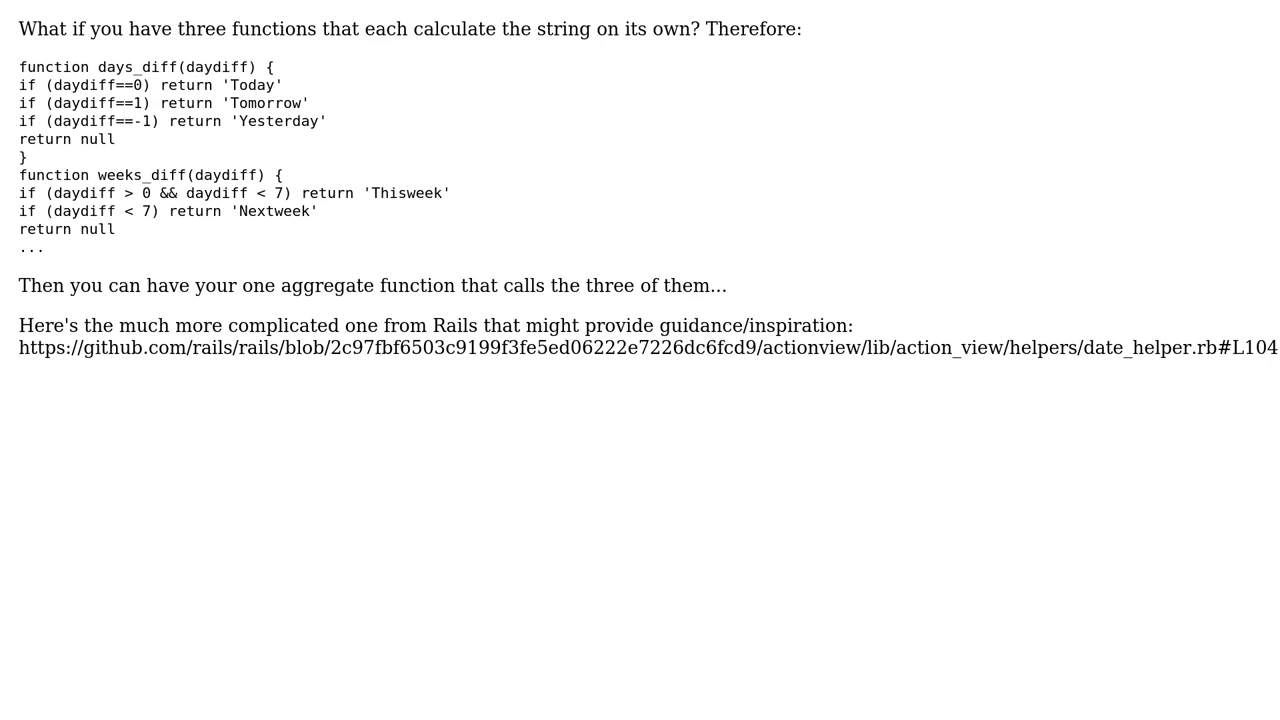 What if you have three functions that each calculate the string on its own? Therefore:
function days_diff(daydiff) {
if (daydiff==0) return 'Today'
if (daydiff==1) return 'Tomorrow'
if (daydiff==-1) return 'Yesterday'
return null
}
function weeks_diff(daydiff) {
if (daydiff > 0 && daydiff < 7) return 'Thisweek'
if (daydiff < 7) return 'Nextweek'
return null
...
Then you can have your one aggregate function that calls the three of them...
Here's the much more complicated one from Rails that might provide guidance/inspiration:
https://github.com/rails/rails/blob/2c97fbf6503c9199f3fe5ed06222e7226dc6fcd9/actionview/lib/action_view/helpers/date_helper.rb#L104